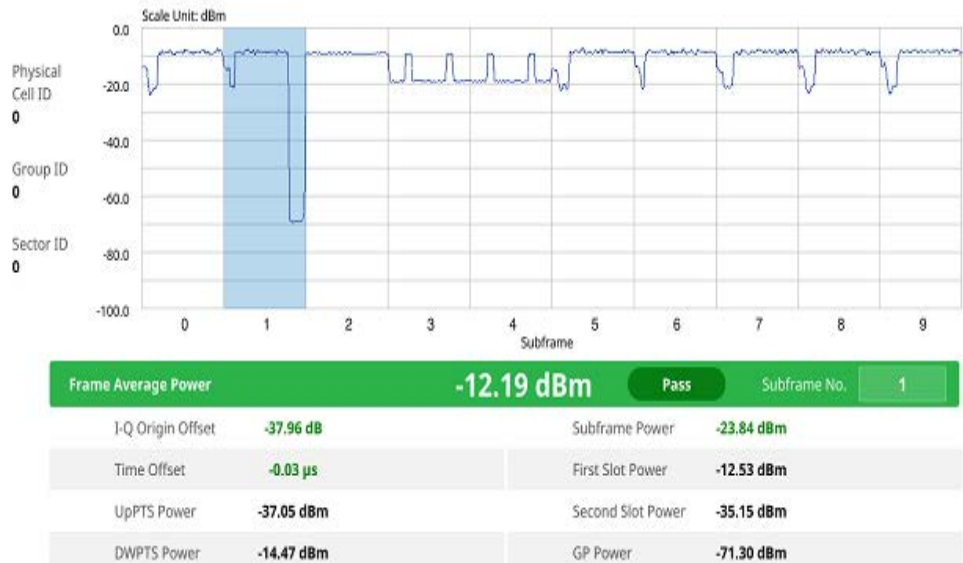 Scale Unit: dBm
0.0
-20.0
-40.0
-60.0
-80.0
-100.0
Physical
Cell ID
0
Group ID
0
Sector ID
0
0 1 2 3 4 5 6 7 8 9
Subframe
Frame Average Power -12.19 dBm Pass Subframe No. 1
I-Q Origin Offset -37.96 dB Subframe Power -23.84 dBm
Time Offset -0.03 µs First Slot Power -12.53 dBm
UpPTS Power -37.05 dBm Second Slot Power -35.15 dBm
DWPTS Power -14.47 dBm GP Power -71.30 dBm